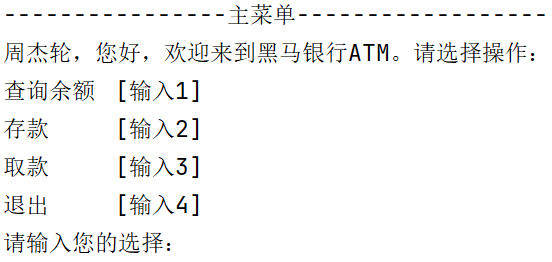 ----------------主菜单------------------
周杰轮，您好，欢迎来到黑马银行ATM。请选择操作：
查询余额 [输入1]
存款 [输入2]
取款 [输入3]
退出 [输入4]
请输入您的选择：